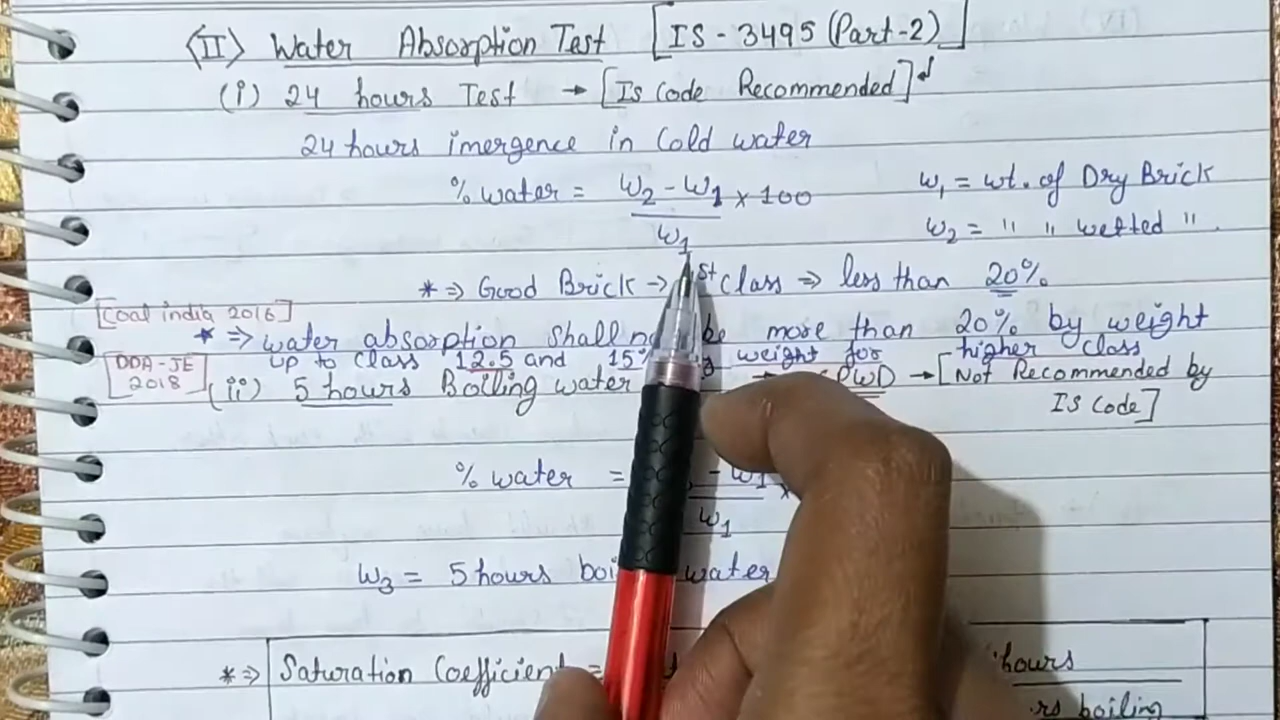 (II) Water Absorption Test [IS-3495 (Part-2)]
(i) 24 hours Test → [Is Code Recommended]
24 hours imergence in Cold water
% water = W2 - W1 / W1 × 100
W1 = wt. of Dry Brick
W2 = " " wetted ".
* ⇒ Good Brick → 1st Class ⇒ less than 20%
[Coal india 2016]
* ⇒ water absorption shall be more than 20% by weight
up to class 12.5 and 15% weight for higher class
[DDA-JE 2018]
(ii) 5 hours Boiling water → [Not Recommended by
IS Code]
% water = - W1 / W1 ×
W3 = 5 hours water
* ⇒ Saturation Coefficient = hours
boiling